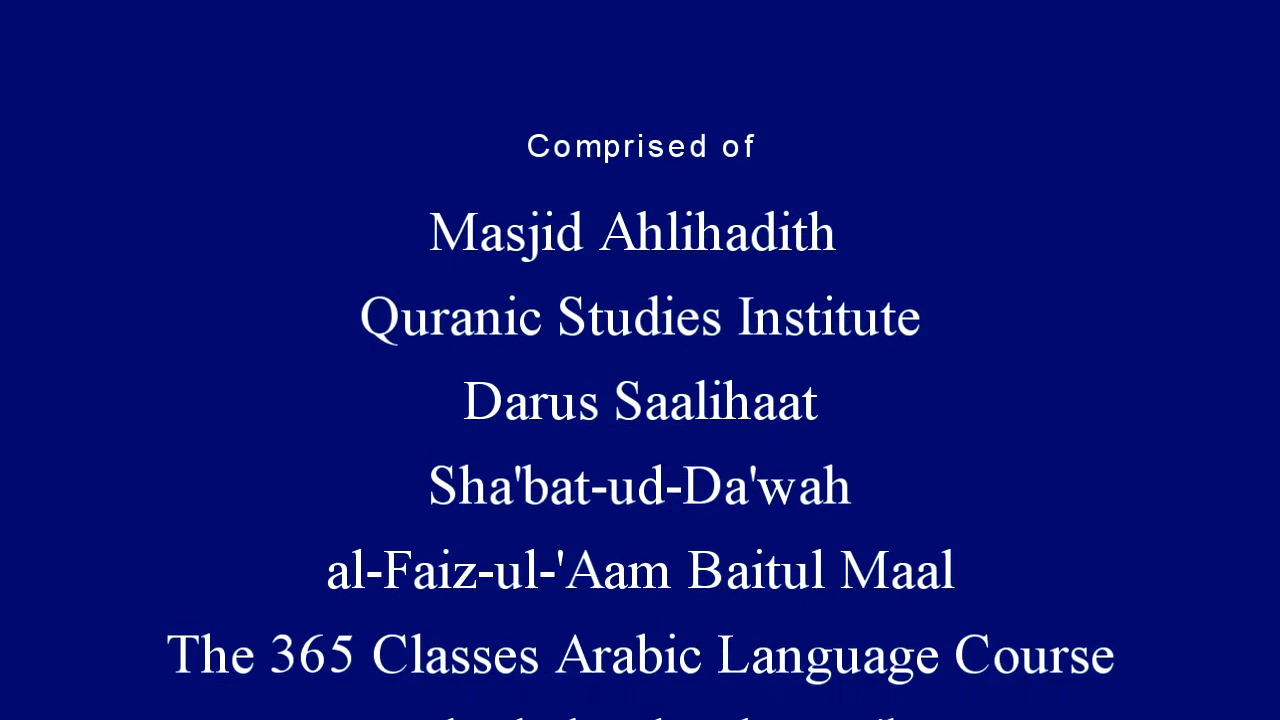 Comprised of
Masjid Ahlihadith
Quranic Studies Institute
Darus Saalihaat
Sha'bat-ud-Da'wah
al-Faiz-ul-'Aam Baitul Maal
The 365 Classes Arabic Language Course